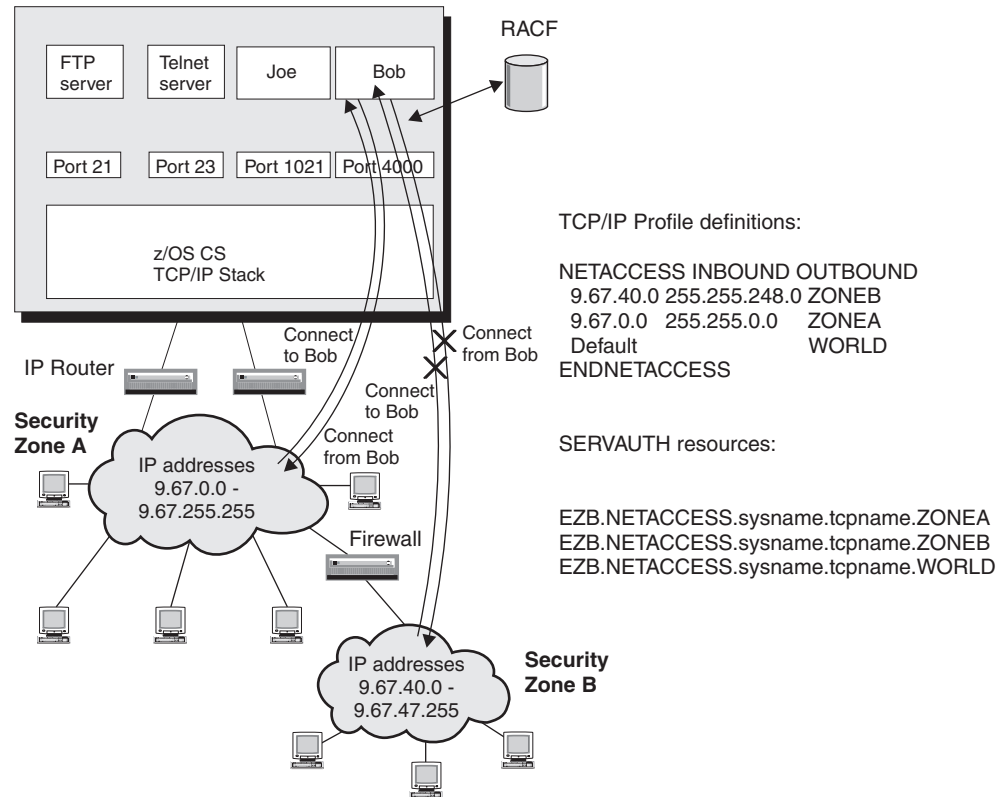 RACF
FTP
server
Telnet
server
Joe
Bob
Port 21
Port 23
Port 1021
Port 4000
z/OS CS
TCP/IP Stack
TCP/IP Profile definitions:
NETACCESS INBOUND OUTBOUND
9.67.40.0 255.255.248.0 ZONEB
9.67.0.0 255.255.0.0 ZONEA
Default WORLD
ENDNETACCESS
SERVAUTH resources:
EZB.NETACCESS.sysname.tcpname.ZONEA
EZB.NETACCESS.sysname.tcpname.ZONEB
EZB.NETACCESS.sysname.tcpname.WORLD
Connect
to Bob
Connect
from Bob
IP Router
Connect
to Bob
Security
Zone A
Connect
from Bob
IP addresses
9.67.0.0 -
9.67.255.255
Firewall
IP addresses
9.67.40.0 -
9.67.47.255
Security
Zone B